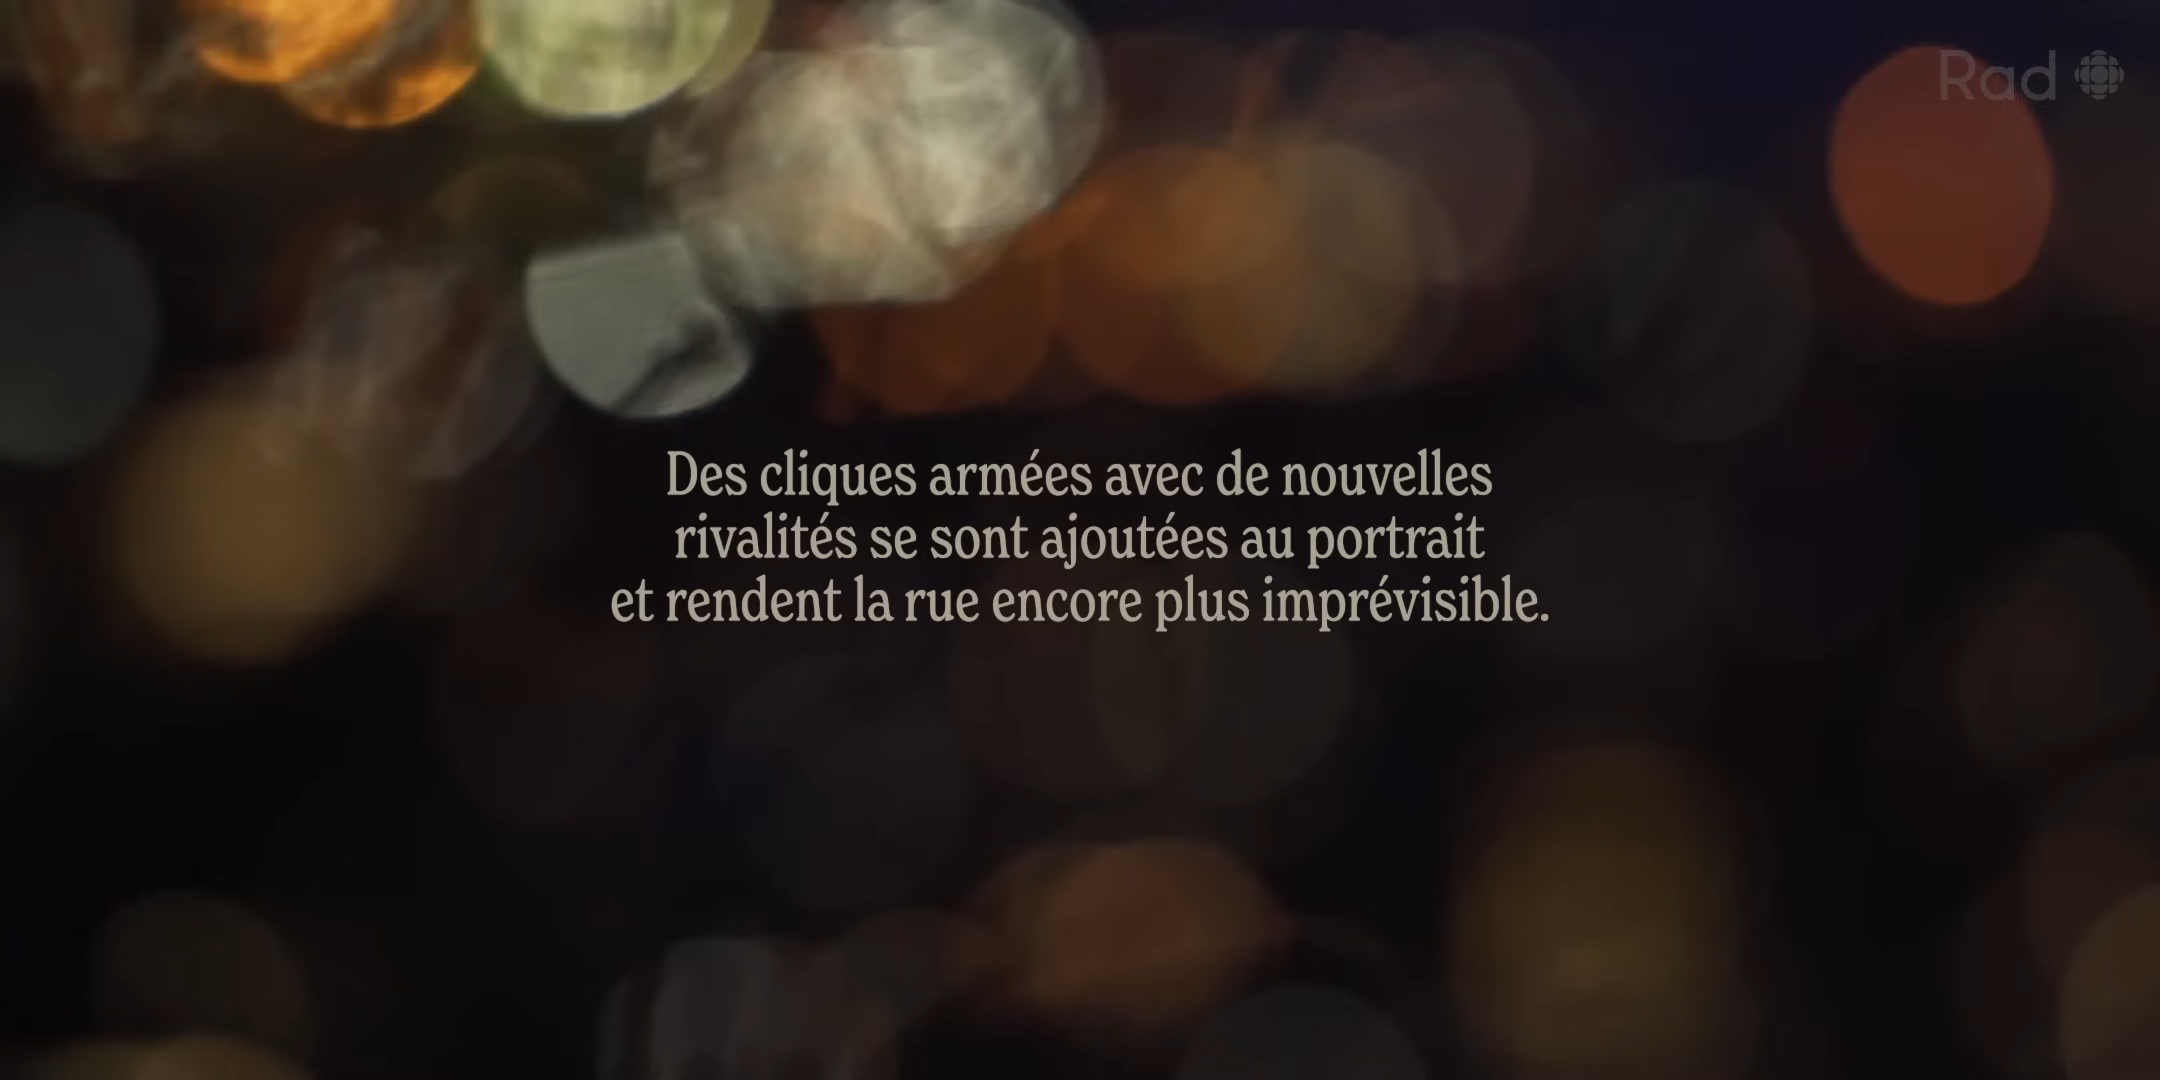 Rad
Des cliques armées avec de nouvelles
rivalités se sont ajoutées au portrait
et rendent la rue encore plus imprévisible.